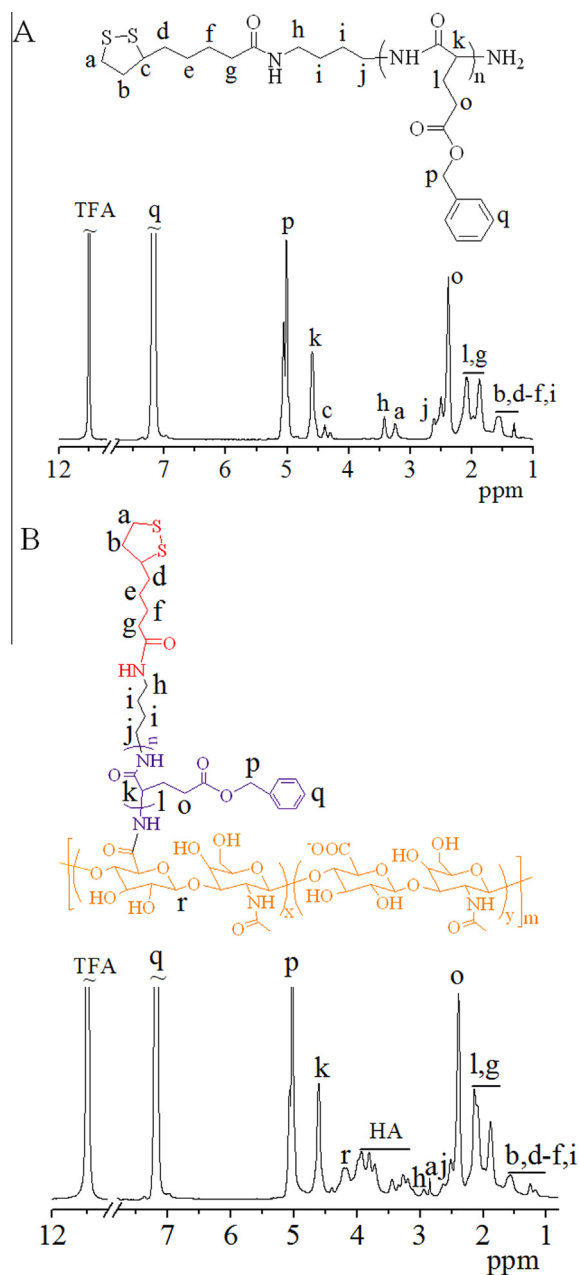 A
S S
a b c d e f g
O
N
H
h i i j
NH
O
k
n
NH₂
l
o
O
O
p
q
TFA q p k c h a j o l,g b,d-f,i
12 7 6 5 4 3 2 1
ppm
B
a
b
S
S
d
e
f
g
O
HN
h
i
i
j
n
NH
O
k
l
o
O
O
p
q
NH
O
O
HO
OH
r
O
OH OH
O
NH
O
x
⁻OOC
O
HO
OH
O
OH OH
O
NH
O
y
m
TFA q p k r HA h a j o l,g b,d-f,i
12 7 6 5 4 3 2 1
ppm